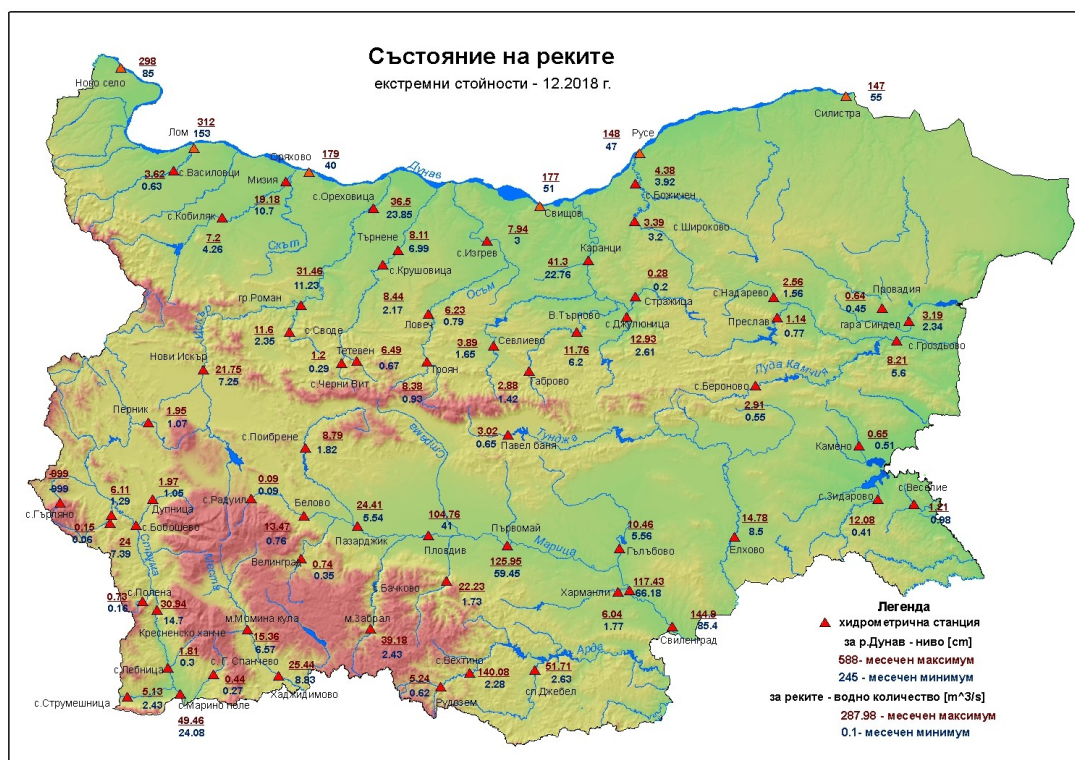 Състояние на реките
екстремни стойности - 12.2018 г.
298
85
Ново село
147
55
Силистра
312
153
Лом
148
47
Русе
179
40
Оряхово
Дунав
177
51
Свищов
3.62
0.63
с.Василовци
Мизия
19.18
10.7
с.Ореховица
36.5
23.85
4.38
3.92
с.Божичен
с.Кобиляк
7.2
4.26
Скът
Търнене
8.11
6.99
с.Крушовица
8.44
2.17
7.94
3
с.Изгрев
3.39
3.2
с.Широково
Каранци
41.3
22.76
31.46
11.23
гр.Роман
Искър
Осъм
0.28
0.2
Стражица
с.Надарево
2.56
1.56
Провадия
0.64
0.45
11.6
2.35
с.Своде
Ловеч
6.23
0.79
В.Търново
с.Джулюница
Преслав
1.14
0.77
гара Синдел
3.19
2.34
с.Гроздьово
8.21
5.6
3.89
1.65
Севлиево
11.76
6.2
12.93
2.61
Нови Искър
21.75
7.25
1.2
0.29
с.Черни Вит
Тетевен
6.49
0.67
Троян
8.38
0.93
2.88
1.42
Габрово
Луда Камчия
с.Бероново
2.91
0.55
Перник
1.95
1.07
с.Поибрене
8.79
1.82
Стряма
3.02
0.65
Павел баня
Тунджа
Камено
0.65
0.51
-999
-999
с.Гърляно
6.11
1.29
1.97
1.05
Дупница
с.Радуил
0.09
0.09
Белово
24.41
5.54
Пазарджик
104.76
41
Пловдив
Първомай
125.95
59.45
Марица
10.46
5.56
Гълъбово
14.78
8.5
Елхово
с.Зидарово
12.08
0.41
с.Веселие
1.21
0.98
0.15
0.06
с.Бобошево
24
7.39
Струма
13.47
0.76
Велинград
0.74
0.35
Места
Бачково
22.23
1.73
Харманли
117.43
66.18
6.04
1.77
144.9
85.4
Свиленград
с.Полена
0.73
0.16
30.94
14.7
Кресненско ханче
м.Момина кула
15.36
6.57
м.Забрал
39.18
2.43
с.Вехтино
140.08
2.28
Арда
51.71
2.63
сп.Джебел
1.81
0.3
с.Лебница
с. Г. Спанчево
0.44
0.27
25.44
8.83
Хаджидимово
5.24
0.62
Рудозем
с.Струмешница
5.13
2.43
с.Марино поле
49.46
24.08
Легенда
хидрометрична станция
за р.Дунав - ниво [cm]
588- месечен максимум
245 - месечен минимум
за реките - водно количество [m^3/s]
287.98 - месечен максимум
0.1- месечен минимум